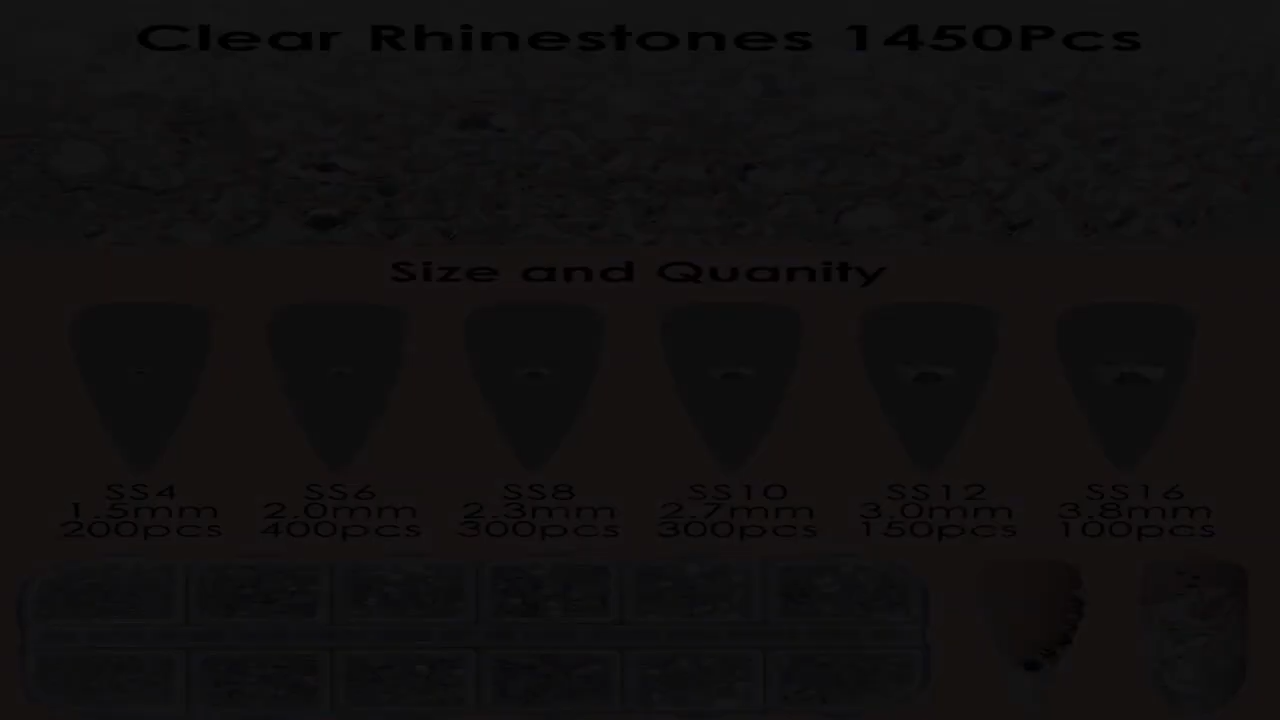 Clear Rhinestones 1450Pcs
Size and Quanity
SS4 SS6 SS8 SS10 SS12 SS16
1.5mm 2.0mm 2.3mm 2.7mm 3.0mm 3.8mm
200pcs 400pcs 300pcs 300pcs 150pcs 100pcs